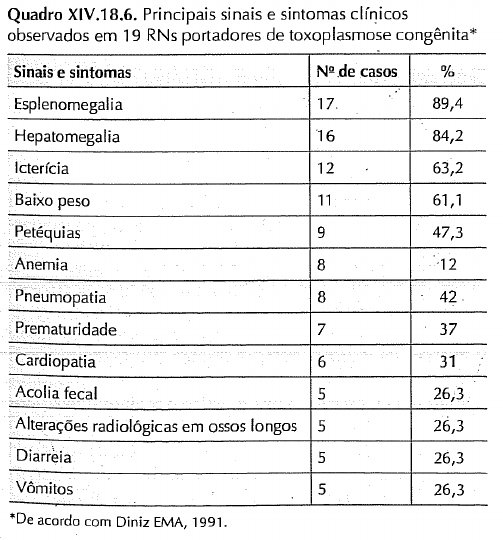 Quadro XIV.18.6. Principais sinais e sintomas clínicos
observados em 19 RNs portadores de toxoplasmose congênita*
Sinais e sintomas Nº de casos %
Esplenomegalia 17 89,4
Hepatomegalia 16 84,2
Icterícia 12 63,2
Baixo peso 11 61,1
Petéquias 9 47,3
Anemia 8 12
Pneumopatia 8 42
Prematuridade 7 37
Cardiopatia 6 31
Acolia fecal 5 26,3
Alterações radiológicas em ossos longos 5 26,3
Diarreia 5 26,3
Vômitos 5 26,3
*De acordo com Diniz EMA, 1991.